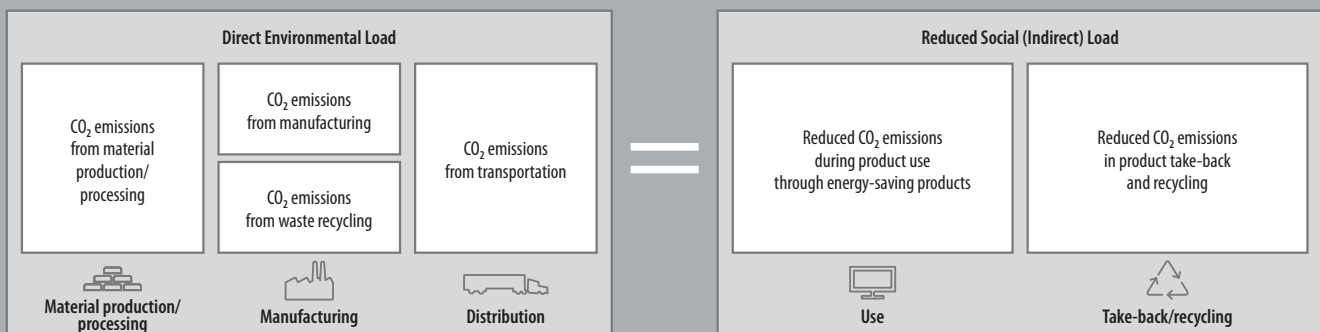 Direct Environmental Load
CO₂ emissions
from material
production/
processing
CO₂ emissions
from manufacturing
CO₂ emissions
from waste recycling
CO₂ emissions
from transportation
Material production/
processing
Manufacturing
Distribution
Reduced Social (Indirect) Load
Reduced CO₂ emissions
during product use
through energy-saving products
Reduced CO₂ emissions
in product take-back
and recycling
Use
Take-back/recycling